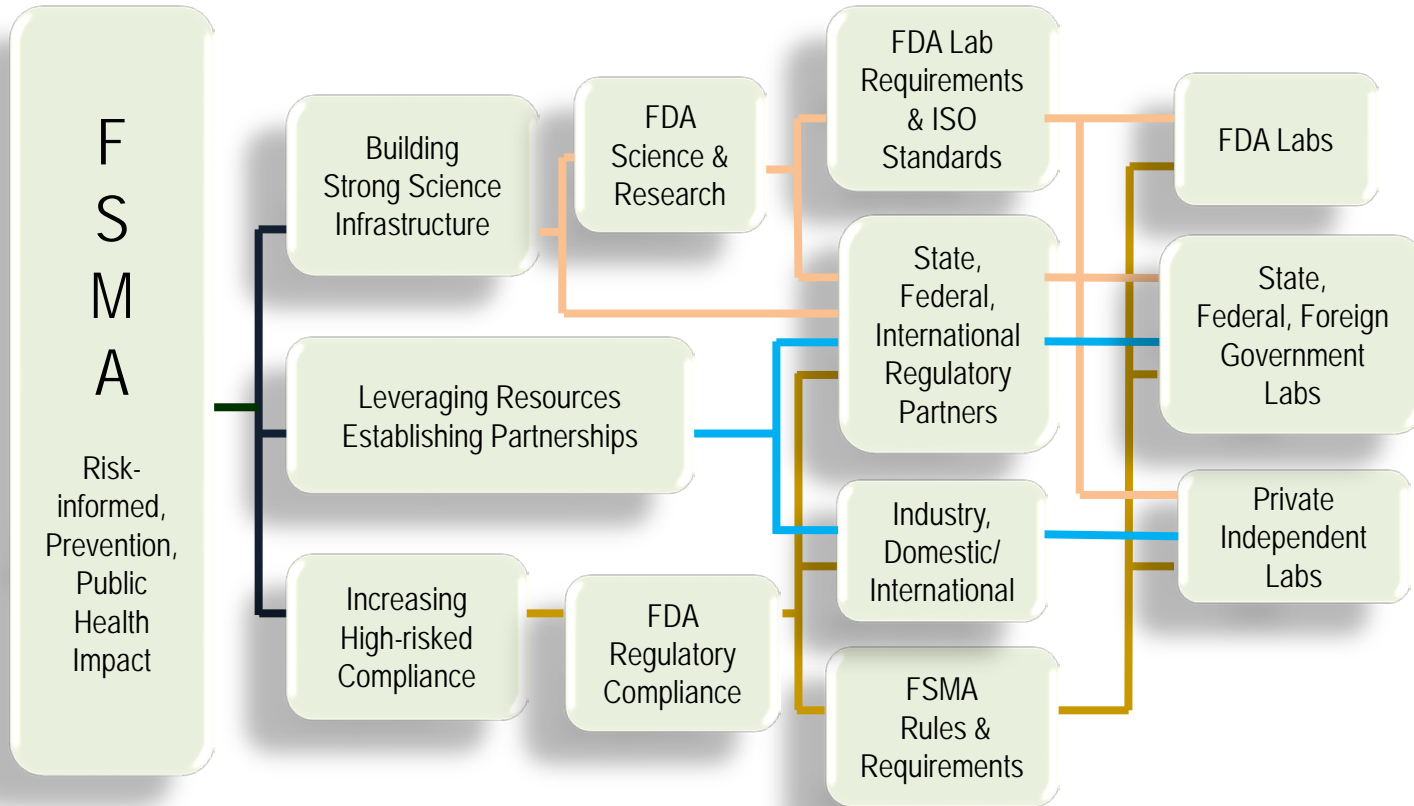 F
S
M
A
Risk-
informed,
Prevention,
Public
Health
Impact
Building
Strong Science
Infrastructure
Leveraging Resources
Establishing Partnerships
Increasing
High-risked
Compliance
FDA
Science &
Research
FDA
Regulatory
Compliance
FDA Lab
Requirements
& ISO
Standards
State,
Federal,
International
Regulatory
Partners
Industry,
Domestic/
International
FSMA
Rules &
Requirements
FDA Labs
State,
Federal, Foreign
Government
Labs
Private
Independent
Labs